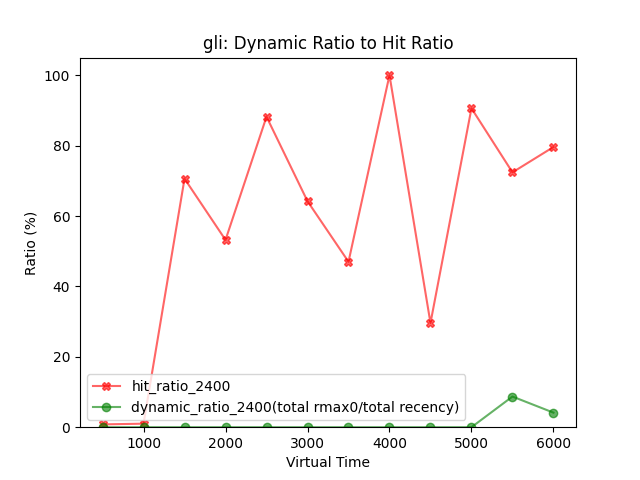 gli: Dynamic Ratio to Hit Ratio
100
80
60
40
20
0
Ratio (%)
hit_ratio_2400
dynamic_ratio_2400(total rmax0/total recency)
1000 2000 3000 4000 5000 6000
Virtual Time